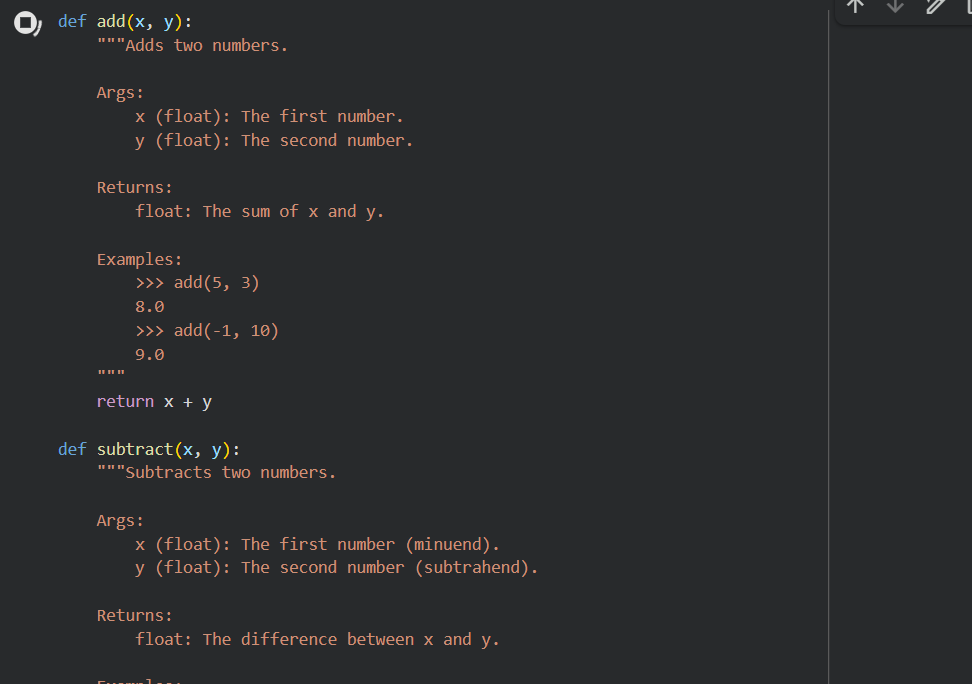 def add(x, y):
    """Adds two numbers.

    Args:
        x (float): The first number.
        y (float): The second number.

    Returns:
        float: The sum of x and y.

    Examples:
        >>> add(5, 3)
        8.0
        >>> add(-1, 10)
        9.0
    """
    return x + y

def subtract(x, y):
    """Subtracts two numbers.

    Args:
        x (float): The first number (minuend).
        y (float): The second number (subtrahend).

    Returns:
        float: The difference between x and y.